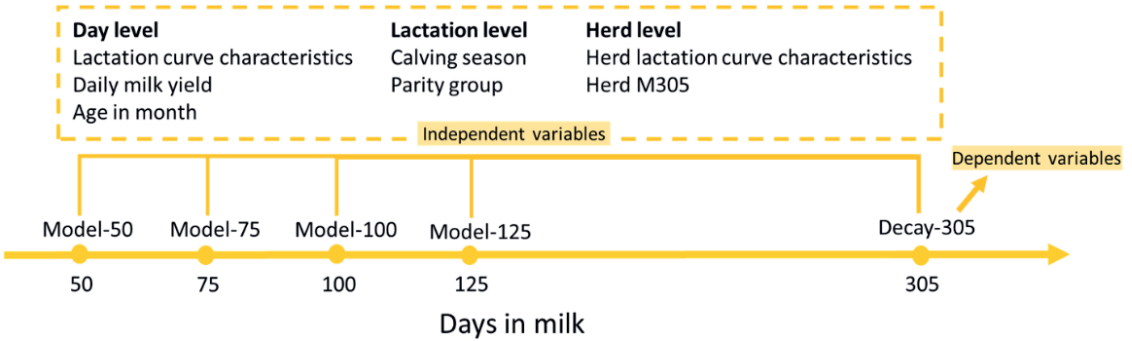 Day level
Lactation curve characteristics
Daily milk yield
Age in month
Lactation level
Calving season
Parity group
Herd level
Herd lactation curve characteristics
Herd M305
Independent variables
Dependent variables
Model-50
Model-75
Model-100
Model-125
Decay-305
50
75
100
125
305
Days in milk